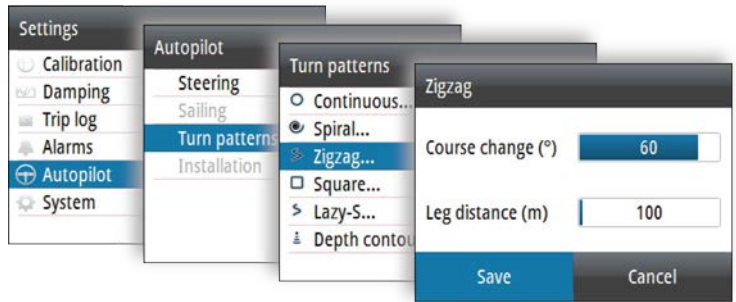 Settings
Calibration
Damping
Trip log
Alarms
Autopilot
System
Autopilot
Steering
Sailing
Turn patterns
Installation
Turn patterns
Continuous...
Spiral...
Zigzag...
Square...
Lazy-S...
Depth contou
Zigzag
Course change (°) 60
Leg distance (m) 100
Save Cancel